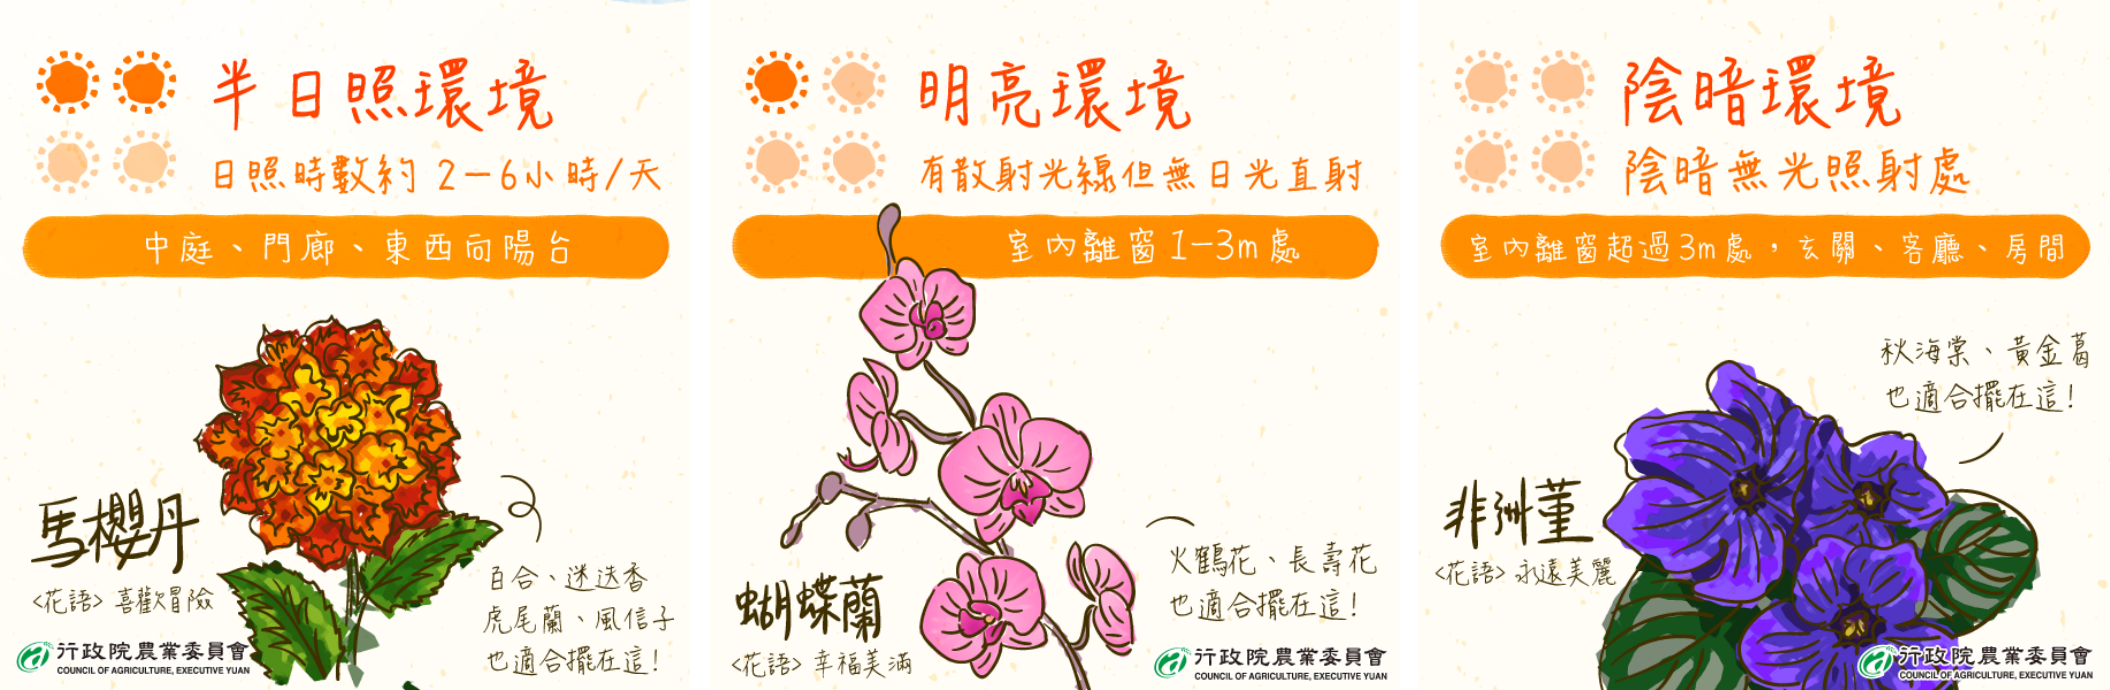 半日照環境
日照時數約 2-6小時/天
中庭、門廊、東西向陽台
馬櫻丹
<花語> 喜歡冒險
百合、迷迭香
虎尾蘭、風信子
也適合擺在這!
行政院農業委員會
COUNCIL OF AGRICULTURE, EXECUTIVE YUAN
明亮環境
有散射光線但無日光直射
室內離窗1-3m處
蝴蝶蘭
<花語> 幸福美滿
火鶴花、長壽花
也適合擺在這!
行政院農業委員會
COUNCIL OF AGRICULTURE, EXECUTIVE YUAN
陰暗環境
陰暗無光照射處
室內離窗超過3m處，玄關、客廳、房間
秋海棠、黃金葛
也適合擺在這!
非洲菫
<花語> 永遠美麗
行政院農業委員會
COUNCIL OF AGRICULTURE, EXECUTIVE YUAN